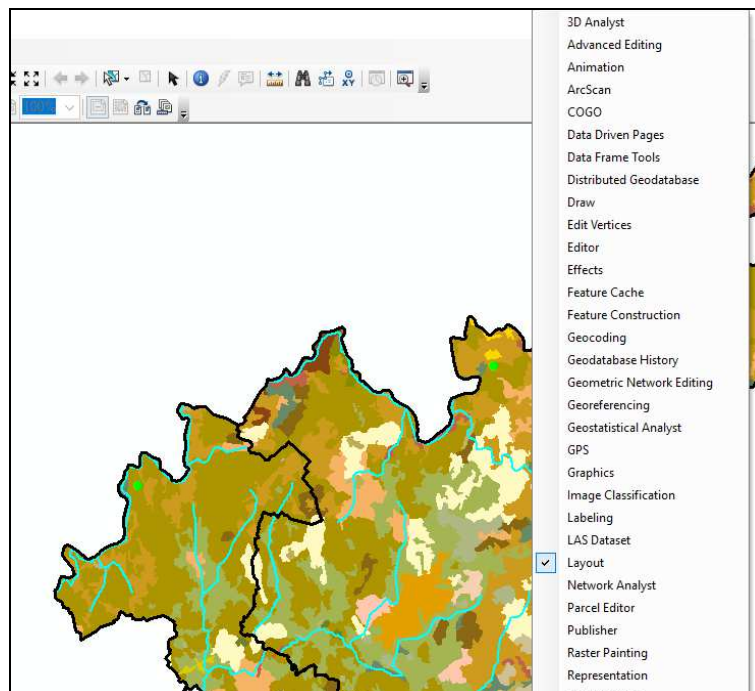 XY
100%
3D Analyst
Advanced Editing
Animation
ArcScan
COGO
Data Driven Pages
Data Frame Tools
Distributed Geodatabase
Draw
Edit Vertices
Editor
Effects
Feature Cache
Feature Construction
Geocoding
Geodatabase History
Geometric Network Editing
Georeferencing
Geostatistical Analyst
GPS
Graphics
Image Classification
Labeling
LAS Dataset
Layout
Network Analyst
Parcel Editor
Publisher
Raster Painting
Representation